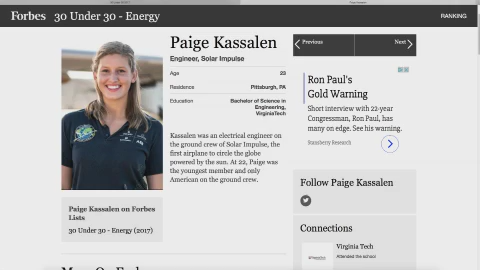 Forbes 30 Under 30 - Energy RANKING
Paige Kassalen
Engineer, Solar Impulse
Age 23
Residence Pittsburgh, PA
Education Bachelor of Science in
Engineering,
VirginiaTech
Kassalen was an electrical engineer on
the ground crew of Solar Impulse, the
first airplane to circle the globe
powered by the sun. At 22, Paige was
the youngest member and only
American on the ground crew.
Paige Kassalen on Forbes
Lists
30 Under 30 - Energy (2017)
Previous Next
Ron Paul's
Gold Warning
Short interview with 22-year
Congressman, Ron Paul, has
many on edge. See his warning.
Stansberry Research
Follow Paige Kassalen
Connections
Virginia Tech
Attended the school